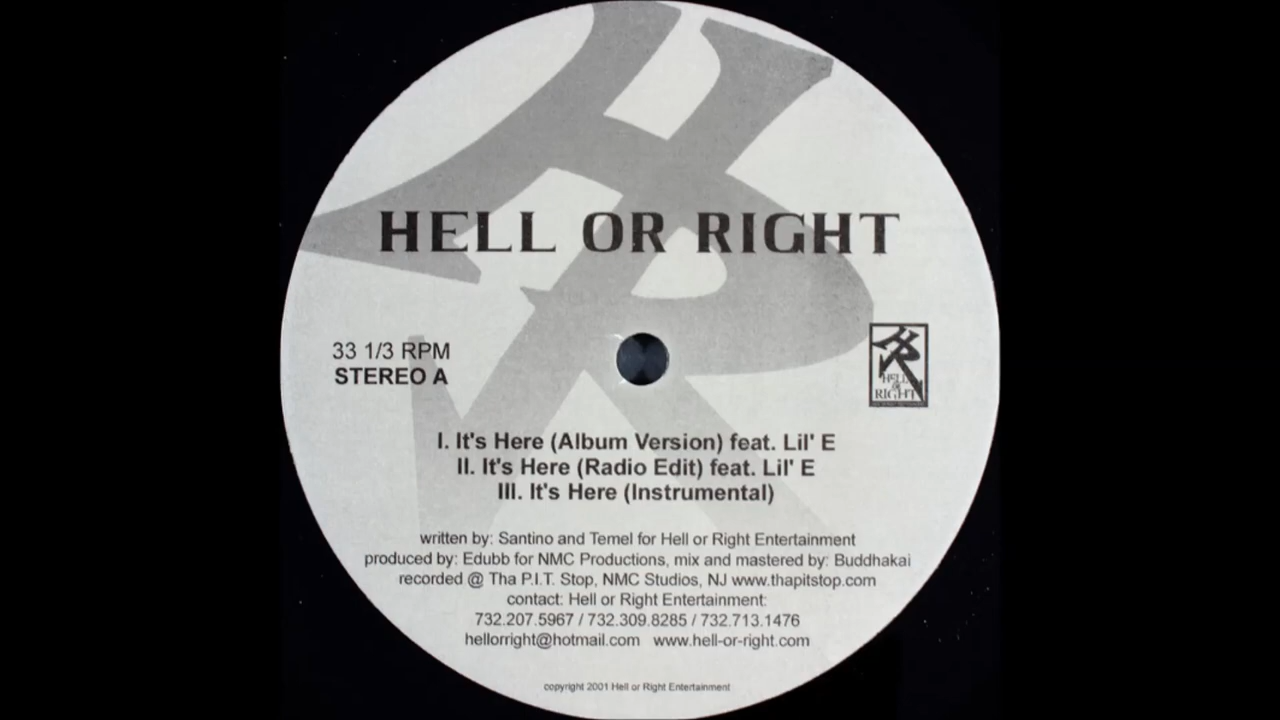 HELL OR RIGHT
33 1/3 RPM
STEREO A
HELL
OR
RIGHT
I. It's Here (Album Version) feat. Lil' E
II. It's Here (Radio Edit) feat. Lil' E
III. It's Here (Instrumental)
written by: Santino and Temel for Hell or Right Entertainment
produced by: Edubb for NMC Productions, mix and mastered by: Buddhakai
recorded @ Tha P.I.T. Stop, NMC Studios, NJ www.thapitstop.com
contact: Hell or Right Entertainment:
732.207.5967 / 732.309.8285 / 732.713.1476
hellorright@hotmail.com www.hell-or-right.com
copyright 2001 Hell or Right Entertainment